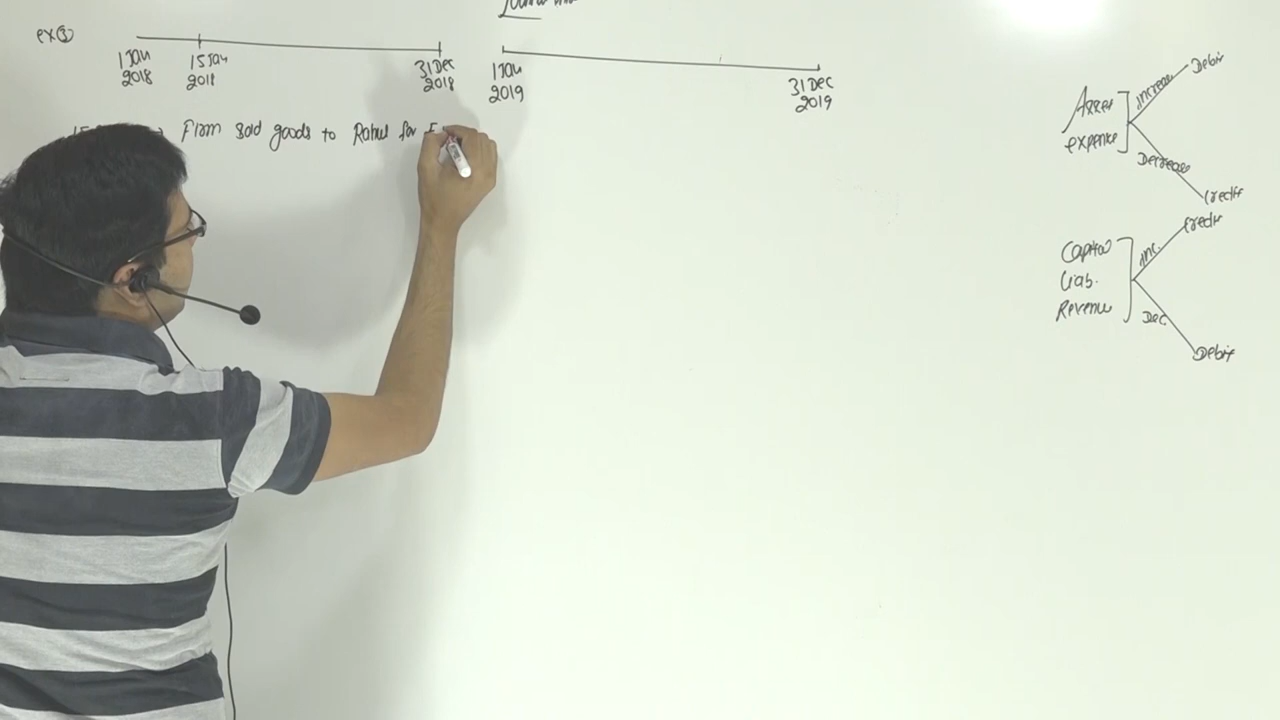 ex③
1 Jan
2018
15 Jan
2018
31 Dec
2018
1 Jan
2019
31 Dec
2019
Firm sold goods to Rahul for
Asset
expense
increase
Debit
Decrease
Credit
Capital
Liab.
Revenue
inc.
Credit
Dec.
Debit